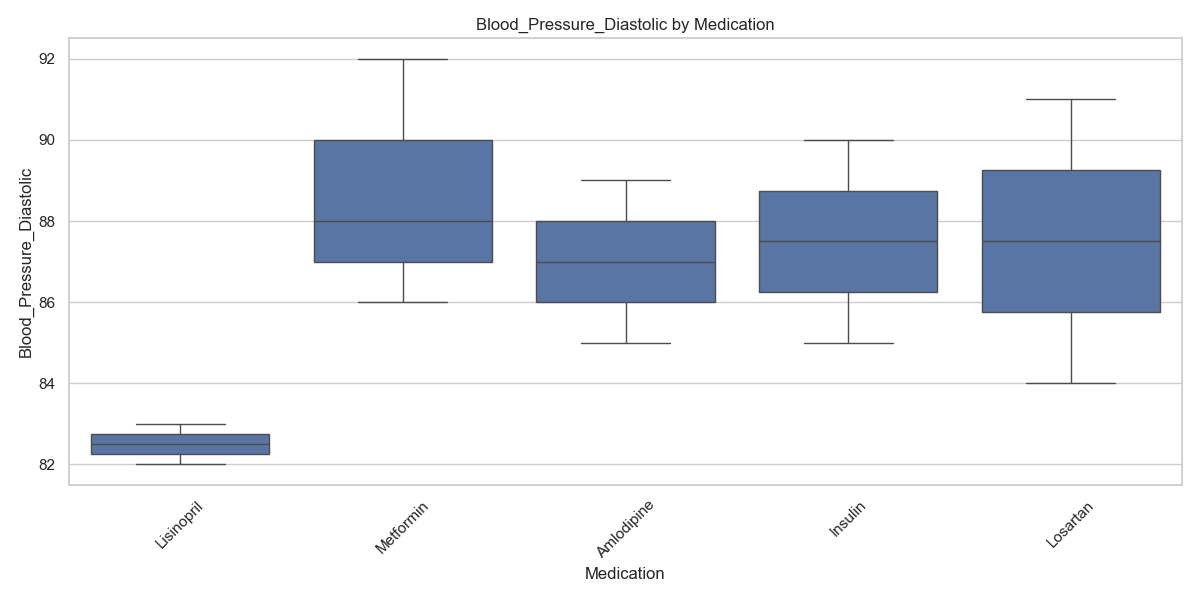 Blood_Pressure_Diastolic by Medication
Blood_Pressure_Diastolic
92
90
88
86
84
82
Lisinopril
Metformin
Amlodipine
Insulin
Losartan
Medication